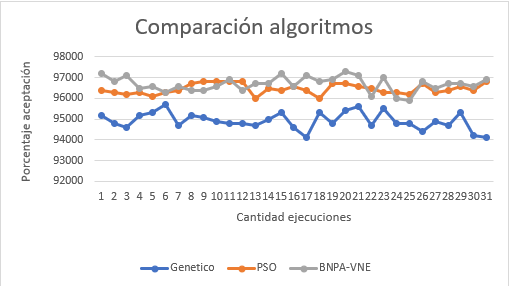 Comparación algoritmos
98000
97000
96000
95000
94000
93000
92000
Porcentaje aceptación
1 2 3 4 5 6 7 8 9 10 11 12 13 14 15 16 17 18 19 20 21 22 23 24 25 26 27 28 29 30 31
Cantidad ejecuciones
Genetico PSO BNPA-VNE